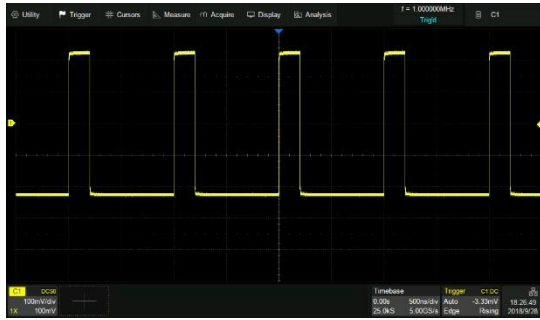 Utility Trigger Cursors Measure Acquire Display Analysis f = 1.000000MHz C1
Trig'd
C1 DC50 Timebase Trigger C1 DC
100mV/div 0.00s 500ns/div Auto -3.33mV 18:26:49
1X 100mV 25.0kS 5.00GS/s Edge Rising 2018/9/28